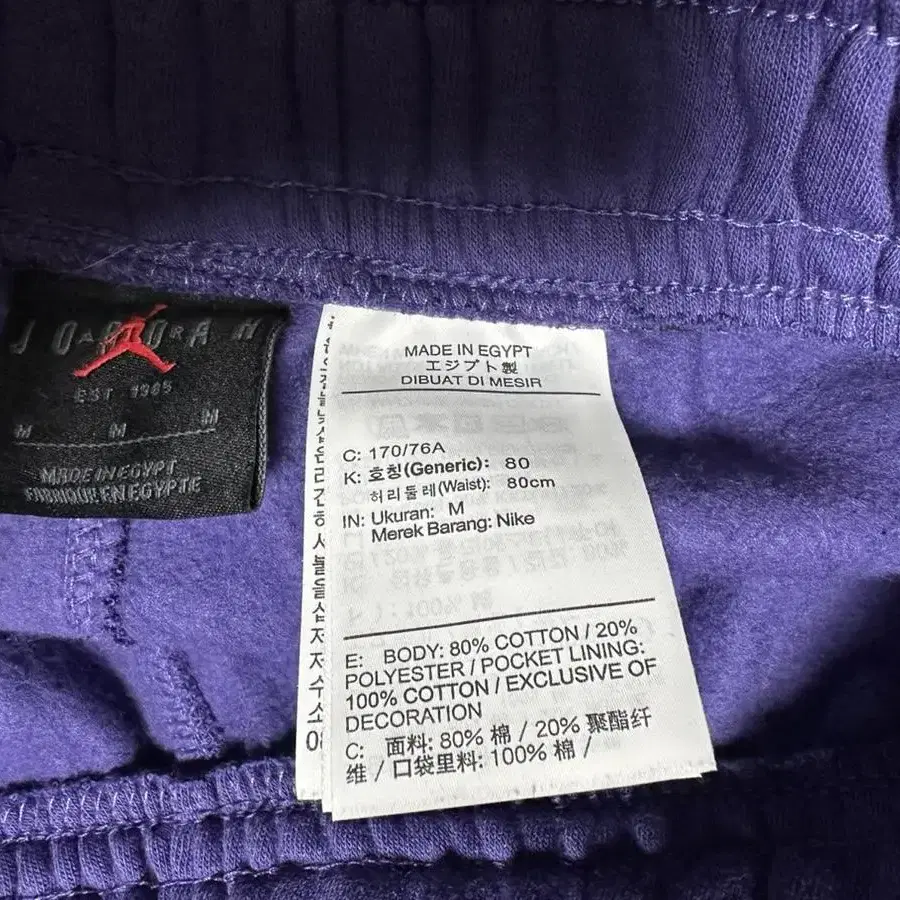 JORDAN
EST 1985
M M M
MADE IN EGYPT
FABRIQUE EN EGYPTE
MADE IN EGYPT
エジプト製
DIBUAT DI MESIR
C: 170/76A
K: 호칭(Generic): 80
허리둘레(Waist): 80cm
IN: Ukuran: M
Merek Barang: Nike
E: BODY: 80% COTTON / 20%
POLYESTER / POCKET LINING:
100% COTTON / EXCLUSIVE OF
DECORATION
C: 面料: 80% 棉 / 20% 聚酯纤
维 / 口袋里料: 100% 棉 /